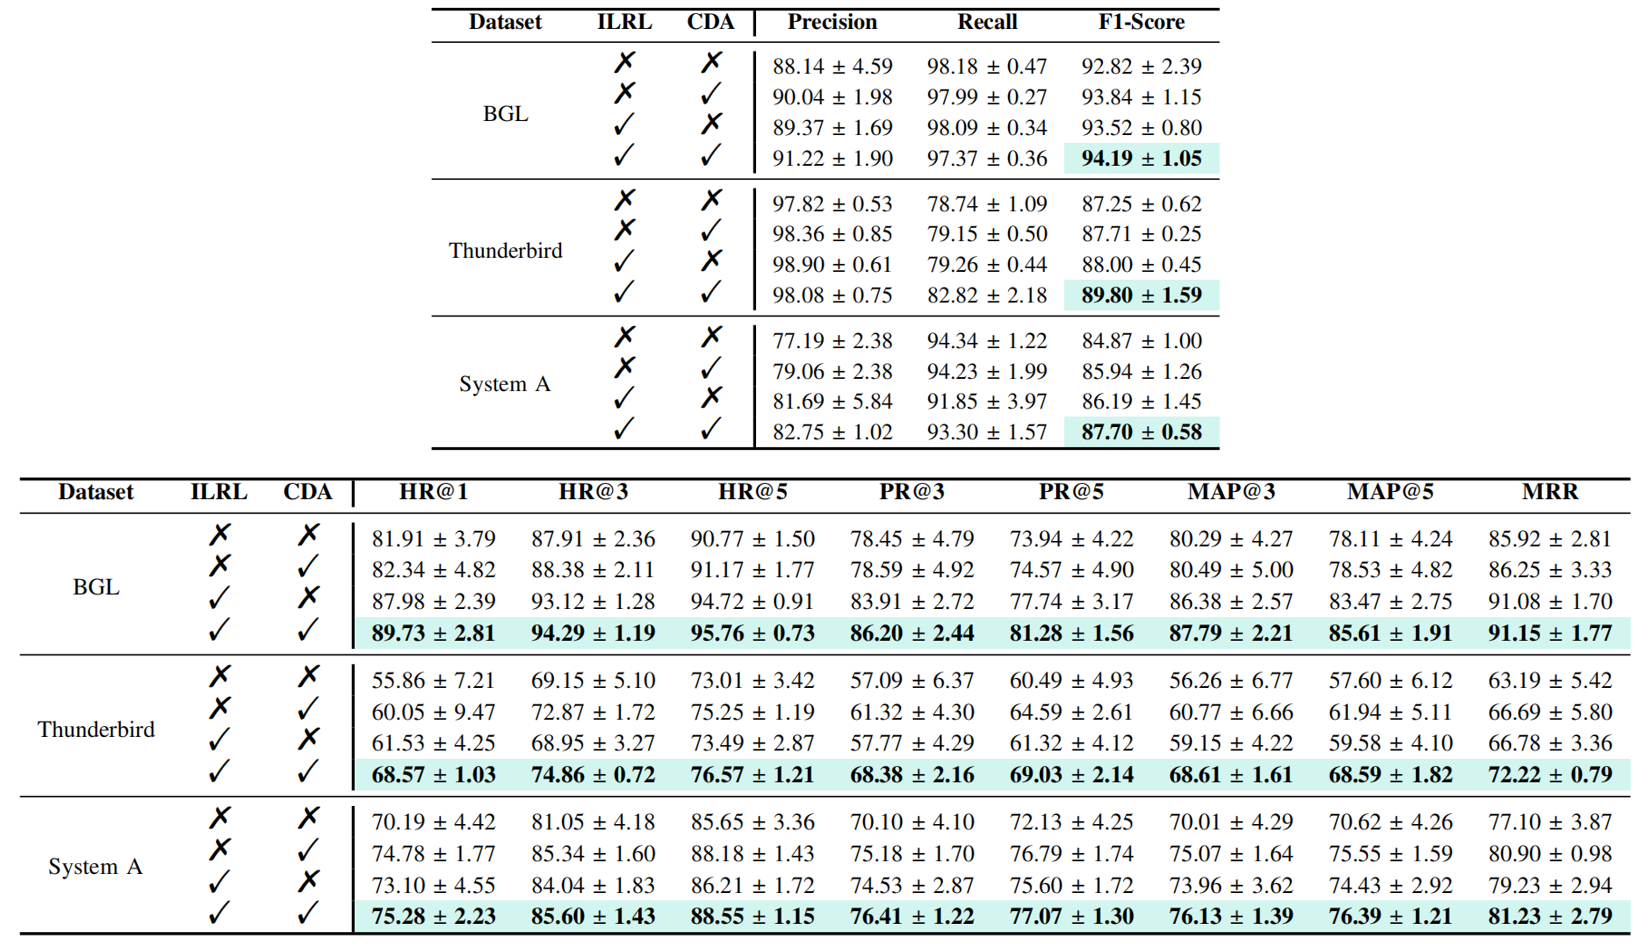 Dataset ILRL CDA Precision Recall F1-Score
✗ ✗ 88.14 ± 4.59 98.18 ± 0.47 92.82 ± 2.39
✗ ✓ 90.04 ± 1.98 97.99 ± 0.27 93.84 ± 1.15
BGL
✓ ✗ 89.37 ± 1.69 98.09 ± 0.34 93.52 ± 0.80
✓ ✓ 91.22 ± 1.90 97.37 ± 0.36 94.19 ± 1.05
✗ ✗ 97.82 ± 0.53 78.74 ± 1.09 87.25 ± 0.62
✗ ✓ 98.36 ± 0.85 79.15 ± 0.50 87.71 ± 0.25
Thunderbird
✓ ✗ 98.90 ± 0.61 79.26 ± 0.44 88.00 ± 0.45
✓ ✓ 98.08 ± 0.75 82.82 ± 2.18 89.80 ± 1.59
✗ ✗ 77.19 ± 2.38 94.34 ± 1.22 84.87 ± 1.00
✗ ✓ 79.06 ± 2.38 94.23 ± 1.99 85.94 ± 1.26
System A
✓ ✗ 81.69 ± 5.84 91.85 ± 3.97 86.19 ± 1.45
✓ ✓ 82.75 ± 1.02 93.30 ± 1.57 87.70 ± 0.58
Dataset ILRL CDA HR@1 HR@3 HR@5 PR@3 PR@5 MAP@3 MAP@5 MRR
✗ ✗ 81.91 ± 3.79 87.91 ± 2.36 90.77 ± 1.50 78.45 ± 4.79 73.94 ± 4.22 80.29 ± 4.27 78.11 ± 4.24 85.92 ± 2.81
✗ ✓ 82.34 ± 4.82 88.38 ± 2.11 91.17 ± 1.77 78.59 ± 4.92 74.57 ± 4.90 80.49 ± 5.00 78.53 ± 4.82 86.25 ± 3.33
BGL
✓ ✗ 87.98 ± 2.39 93.12 ± 1.28 94.72 ± 0.91 83.91 ± 2.72 77.74 ± 3.17 86.38 ± 2.57 83.47 ± 2.75 91.08 ± 1.70
✓ ✓ 89.73 ± 2.81 94.29 ± 1.19 95.76 ± 0.73 86.20 ± 2.44 81.28 ± 1.56 87.79 ± 2.21 85.61 ± 1.91 91.15 ± 1.77
✗ ✗ 55.86 ± 7.21 69.15 ± 5.10 73.01 ± 3.42 57.09 ± 6.37 60.49 ± 4.93 56.26 ± 6.77 57.60 ± 6.12 63.19 ± 5.42
✗ ✓ 60.05 ± 9.47 72.87 ± 1.72 75.25 ± 1.19 61.32 ± 4.30 64.59 ± 2.61 60.77 ± 6.66 61.94 ± 5.11 66.69 ± 5.80
Thunderbird
✓ ✗ 61.53 ± 4.25 68.95 ± 3.27 73.49 ± 2.87 57.77 ± 4.29 61.32 ± 4.12 59.15 ± 4.22 59.58 ± 4.10 66.78 ± 3.36
✓ ✓ 68.57 ± 1.03 74.86 ± 0.72 76.57 ± 1.21 68.38 ± 2.16 69.03 ± 2.14 68.61 ± 1.61 68.59 ± 1.82 72.22 ± 0.79
✗ ✗ 70.19 ± 4.42 81.05 ± 4.18 85.65 ± 3.36 70.10 ± 4.10 72.13 ± 4.25 70.01 ± 4.29 70.62 ± 4.26 77.10 ± 3.87
✗ ✓ 74.78 ± 1.77 85.34 ± 1.60 88.18 ± 1.43 75.18 ± 1.70 76.79 ± 1.74 75.07 ± 1.64 75.55 ± 1.59 80.90 ± 0.98
System A
✓ ✗ 73.10 ± 4.55 84.04 ± 1.83 86.21 ± 1.72 74.53 ± 2.87 75.60 ± 1.72 73.96 ± 3.62 74.43 ± 2.92 79.23 ± 2.94
✓ ✓ 75.28 ± 2.23 85.60 ± 1.43 88.55 ± 1.15 76.41 ± 1.22 77.07 ± 1.30 76.13 ± 1.39 76.39 ± 1.21 81.23 ± 2.79